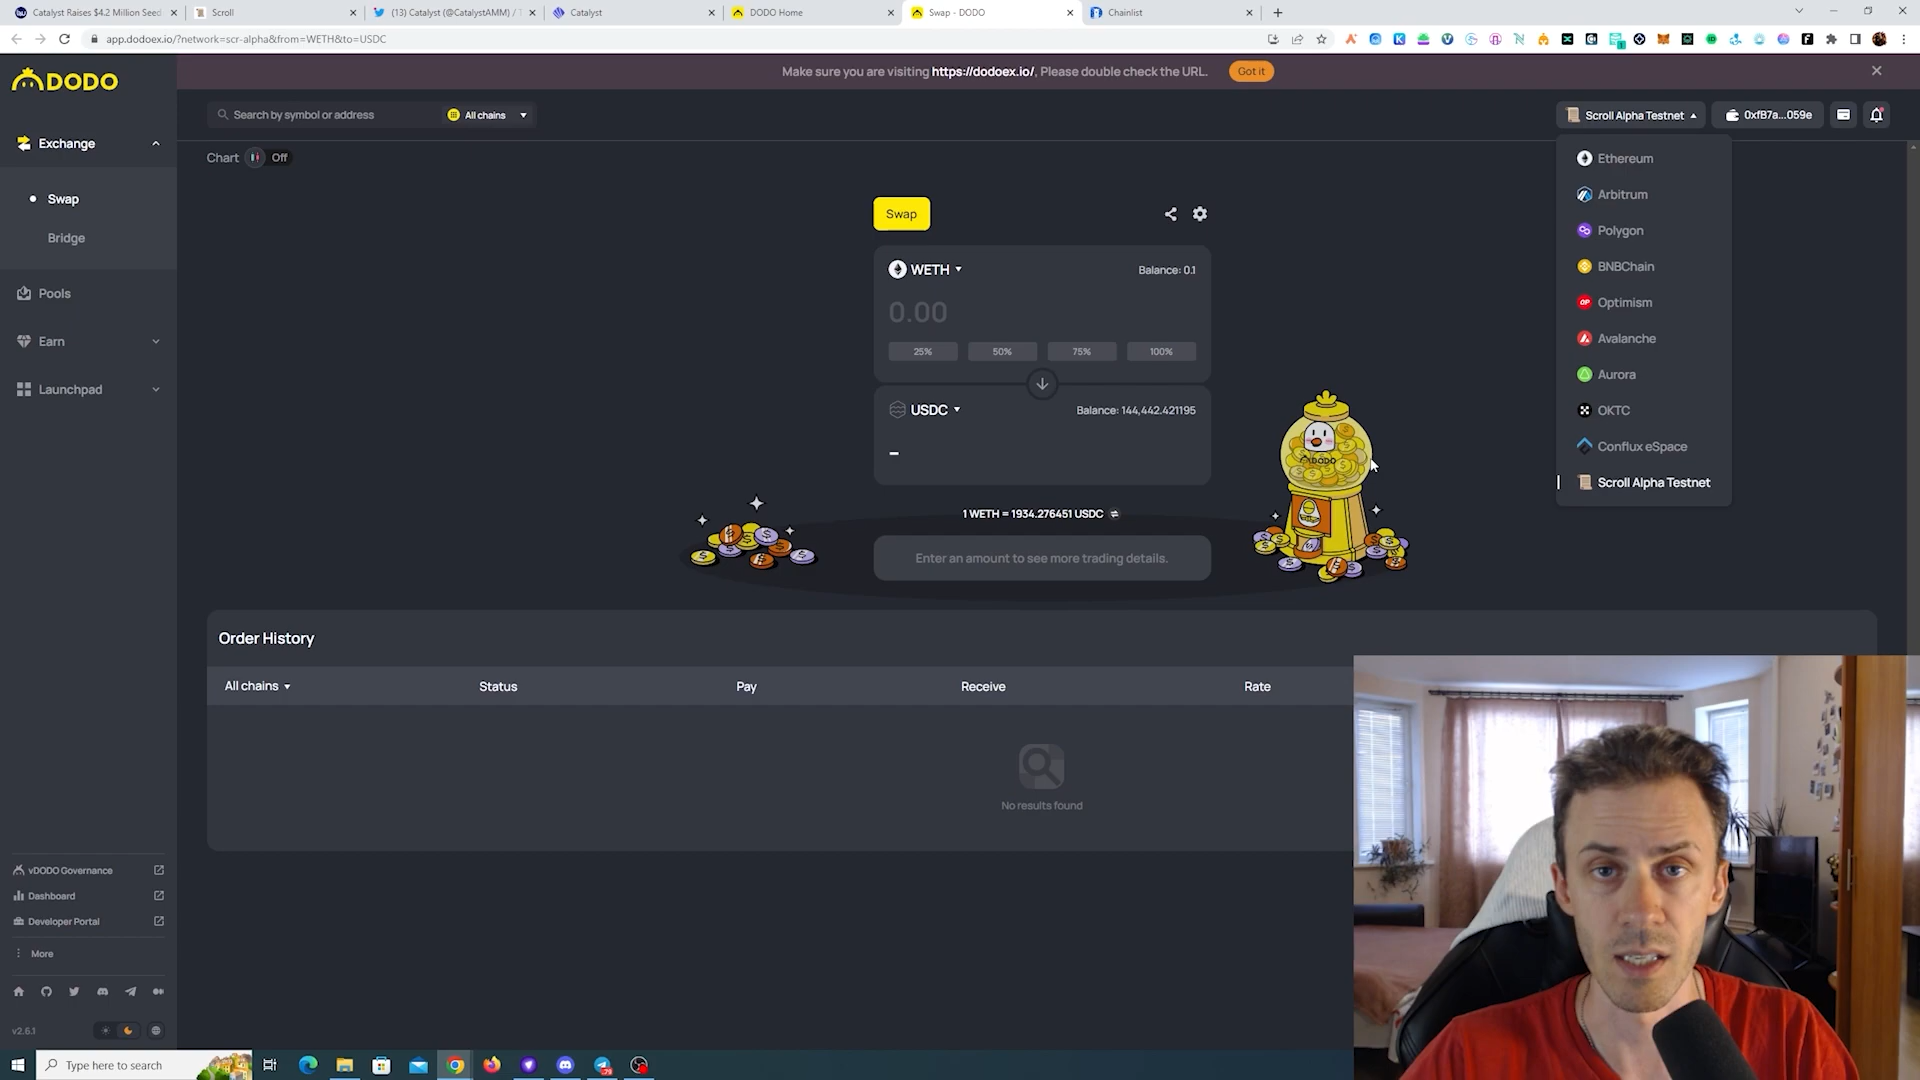 Catalyst Raises $4.2 Million Seed
Scroll
(13) Catalyst (@CatalystAMM) / T
Catalyst
DODO Home
Swap - DODO
Chainlist
app.dodoex.io/?network=scr-alpha&from=WETH&to=USDC
DODO
Make sure you are visiting https://dodoex.io/, Please double check the URL.
Got it
Search by symbol or address
All chains
Scroll Alpha Testnet
0xfB7a...059e
Exchange
Swap
Bridge
Pools
Earn
Launchpad
Chart
Off
Swap
WETH
Balance: 0.1
0.00
25%
50%
75%
100%
USDC
Balance: 144,442.421195
-
1 WETH = 1934.276451 USDC
Enter an amount to see more trading details.
DODO
Ethereum
Arbitrum
Polygon
BNBChain
OP
Optimism
Avalanche
Aurora
OKTC
Conflux eSpace
Scroll Alpha Testnet
Order History
All chains
Status
Pay
Receive
Rate
No results found
vDODO Governance
Dashboard
Developer Portal
More
v2.6.1
Type here to search